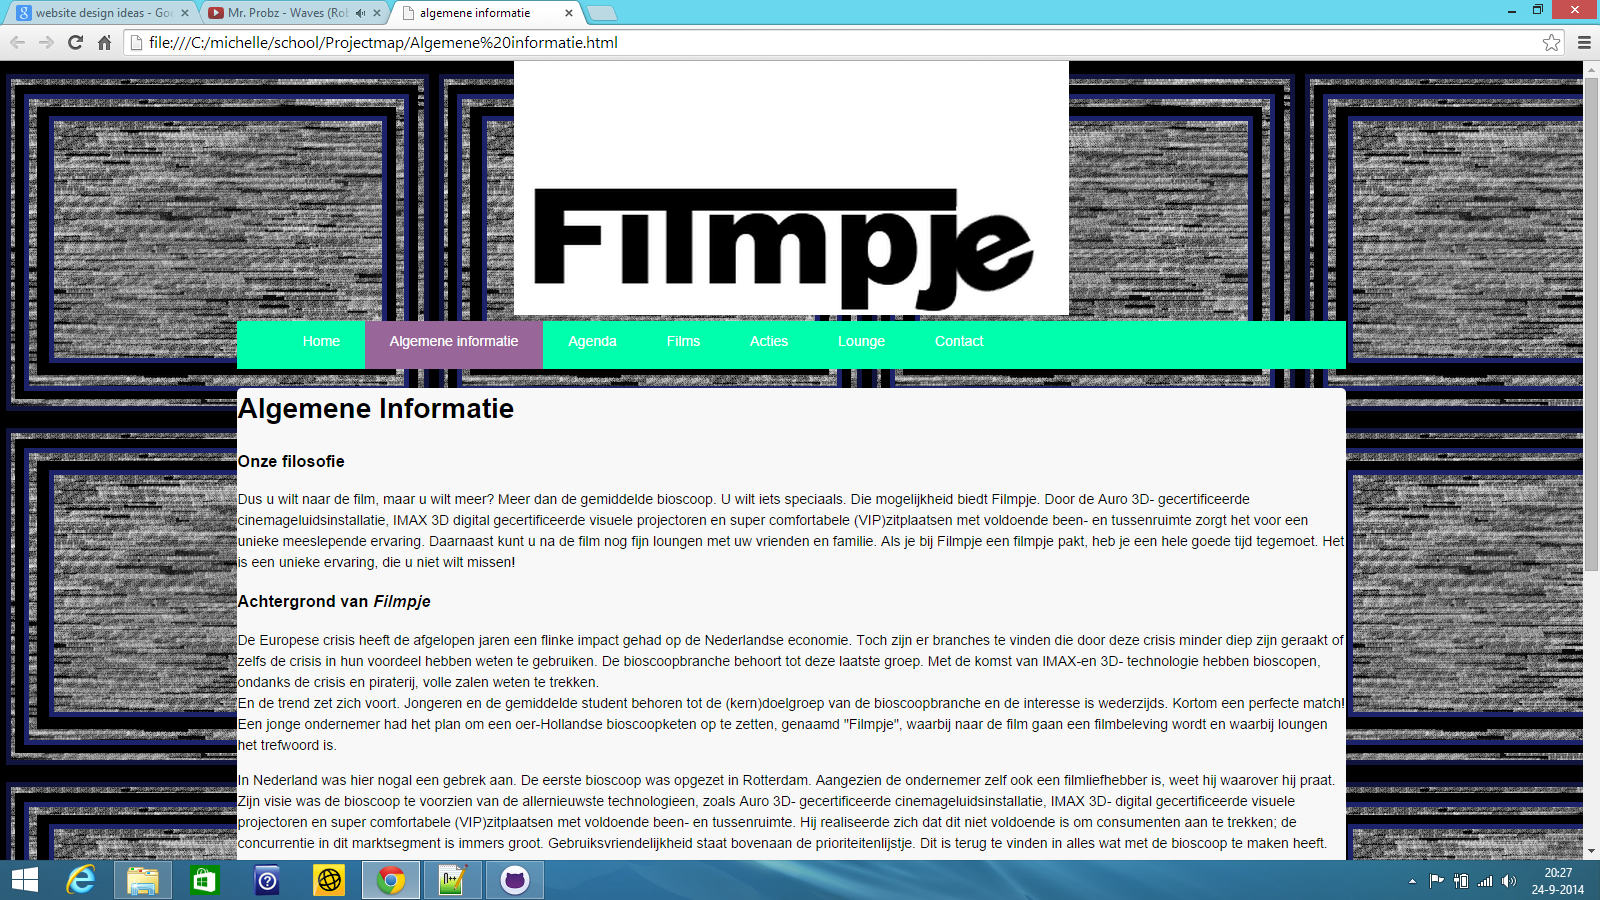 website design ideas - Goo
Mr. Probz - Waves (Rob
algemene informatie
file:///C:/michelle/school/Projectmap/Algemene%20informatie.html
Filmpje
Home Algemene informatie Agenda Films Acties Lounge Contact
Algemene Informatie
Onze filosofie
Dus u wilt naar de film, maar u wilt meer? Meer dan de gemiddelde bioscoop. U wilt iets speciaals. Die mogelijkheid biedt Filmpje. Door de Auro 3D- gecertificeerde
cinemageluidsinstallatie, IMAX 3D digital gecertificeerde visuele projectoren en super comfortabele (VIP)zitplaatsen met voldoende been- en tussenruimte zorgt het voor een
unieke meeslepende ervaring. Daarnaast kunt u na de film nog fijn loungen met uw vrienden en familie. Als je bij Filmpje een filmpje pakt, heb je een hele goede tijd tegemoet. Het
is een unieke ervaring, die u niet wilt missen!
Achtergrond van Filmpje
De Europese crisis heeft de afgelopen jaren een flinke impact gehad op de Nederlandse economie. Toch zijn er branches te vinden die door deze crisis minder diep zijn geraakt of
zelfs de crisis in hun voordeel hebben weten te gebruiken. De bioscoopbranche behoort tot deze laatste groep. Met de komst van IMAX-en 3D- technologie hebben bioscopen,
ondanks de crisis en piraterij, volle zalen weten te trekken.
En de trend zet zich voort. Jongeren en de gemiddelde student behoren tot de (kern)doelgroep van de bioscoopbranche en de interesse is wederzijds. Kortom een perfecte match!
Een jonge ondernemer had het plan om een oer-Hollandse bioscoopketen op te zetten, genaamd "Filmpje", waarbij naar de film gaan een filmbeleving wordt en waarbij loungen
het trefwoord is.
In Nederland was hier nogal een gebrek aan. De eerste bioscoop was opgezet in Rotterdam. Aangezien de ondernemer zelf ook een filmliefhebber is, weet hij waarover hij praat.
Zijn visie was de bioscoop te voorzien van de allernieuwste technologieen, zoals Auro 3D- gecertificeerde cinemageluidsinstallatie, IMAX 3D- digital gecertificeerde visuele
projectoren en super comfortabele (VIP)zitplaatsen met voldoende been- en tussenruimte. Hij realiseerde zich dat dit niet voldoende is om consumenten aan te trekken; de
concurrentie in dit marktsegment is immers groot. Gebruiksvriendelijkheid staat bovenaan de prioriteitenlijstje. Dit is terug te vinden in alles wat met de bioscoop te maken heeft.
20:27
24-9-2014